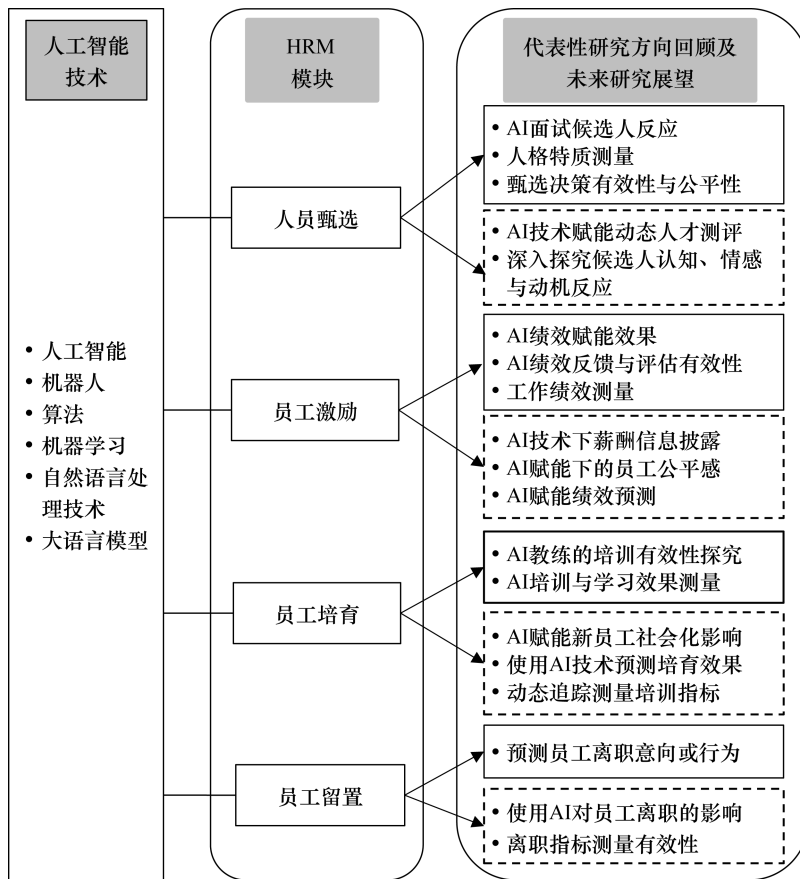 人工智能
技术
• 人工智能
• 机器人
• 算法
• 机器学习
• 自然语言处
理技术
• 大语言模型
HRM
模块
人员甄选
员工激励
员工培育
员工留置
代表性研究方向回顾及
未来研究展望
• AI面试候选人反应
• 人格特质测量
• 甄选决策有效性与公平性
• AI技术赋能动态人才测评
• 深入探究候选人认知、情感
与动机反应
• AI绩效赋能效果
• AI绩效反馈与评估有效性
• 工作绩效测量
• AI技术下薪酬信息披露
• AI赋能下的员工公平感
• AI赋能绩效预测
• AI教练的培训有效性探究
• AI培训与学习效果测量
• AI赋能新员工社会化影响
• 使用AI技术预测培育效果
• 动态追踪测量培训指标
• 预测员工离职意向或行为
• 使用AI对员工离职的影响
• 离职指标测量有效性